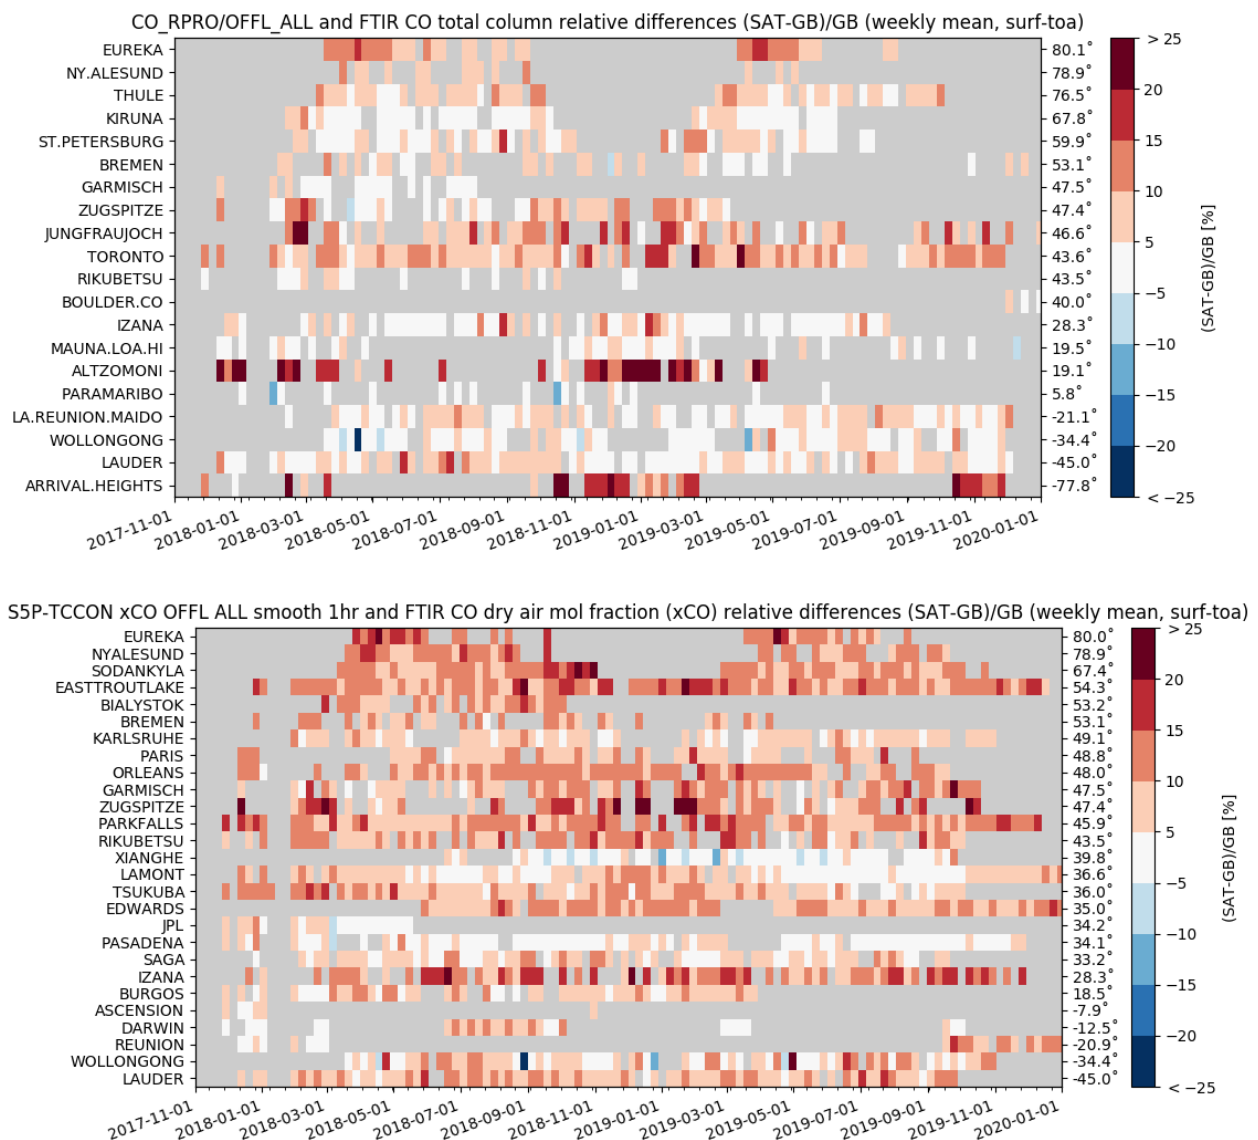 CO_RPRO/OFFL_ALL and FTIR CO total column relative differences (SAT-GB)/GB (weekly mean, surf-toa)
EUREKA 80.1°
NY.ALESUND 78.9°
THULE 76.5°
KIRUNA 67.8°
ST.PETERSBURG 59.9°
BREMEN 53.1°
GARMISCH 47.5°
ZUGSPITZE 47.4°
JUNGFRAUJOCH 46.6°
TORONTO 43.6°
RIKUBETSU 43.5°
BOULDER.CO 40.0°
IZANA 28.3°
MAUNA.LOA.HI 19.5°
ALTZOMONI 19.1°
PARAMARIBO 5.8°
LA.REUNION.MAIDO -21.1°
WOLLONGONG -34.4°
LAUDER -45.0°
ARRIVAL.HEIGHTS -77.8°
2017-11-01 2018-01-01 2018-03-01 2018-05-01 2018-07-01 2018-09-01 2018-11-01 2019-01-01 2019-03-01 2019-05-01 2019-07-01 2019-09-01 2019-11-01 2020-01-01
> 25
20
15
10
5
−5
−10
−15
−20
< −25
(SAT-GB)/GB [%]
S5P-TCCON xCO OFFL ALL smooth 1hr and FTIR CO dry air mol fraction (xCO) relative differences (SAT-GB)/GB (weekly mean, surf-toa)
EUREKA 80.0°
NYALESUND 78.9°
SODANKYLA 67.4°
EASTTROUTLAKE 54.3°
BIALYSTOK 53.2°
BREMEN 53.1°
KARLSRUHE 49.1°
PARIS 48.8°
ORLEANS 48.0°
GARMISCH 47.5°
ZUGSPITZE 47.4°
PARKFALLS 45.9°
RIKUBETSU 43.5°
XIANGHE 39.8°
LAMONT 36.6°
TSUKUBA 36.0°
EDWARDS 35.0°
JPL 34.2°
PASADENA 34.1°
SAGA 33.2°
IZANA 28.3°
BURGOS 18.5°
ASCENSION -7.9°
DARWIN -12.5°
REUNION -20.9°
WOLLONGONG -34.4°
LAUDER -45.0°
2017-11-01 2018-01-01 2018-03-01 2018-05-01 2018-07-01 2018-09-01 2018-11-01 2019-01-01 2019-03-01 2019-05-01 2019-07-01 2019-09-01 2019-11-01 2020-01-01
> 25
20
15
10
5
−5
−10
−15
−20
< −25
(SAT-GB)/GB [%]